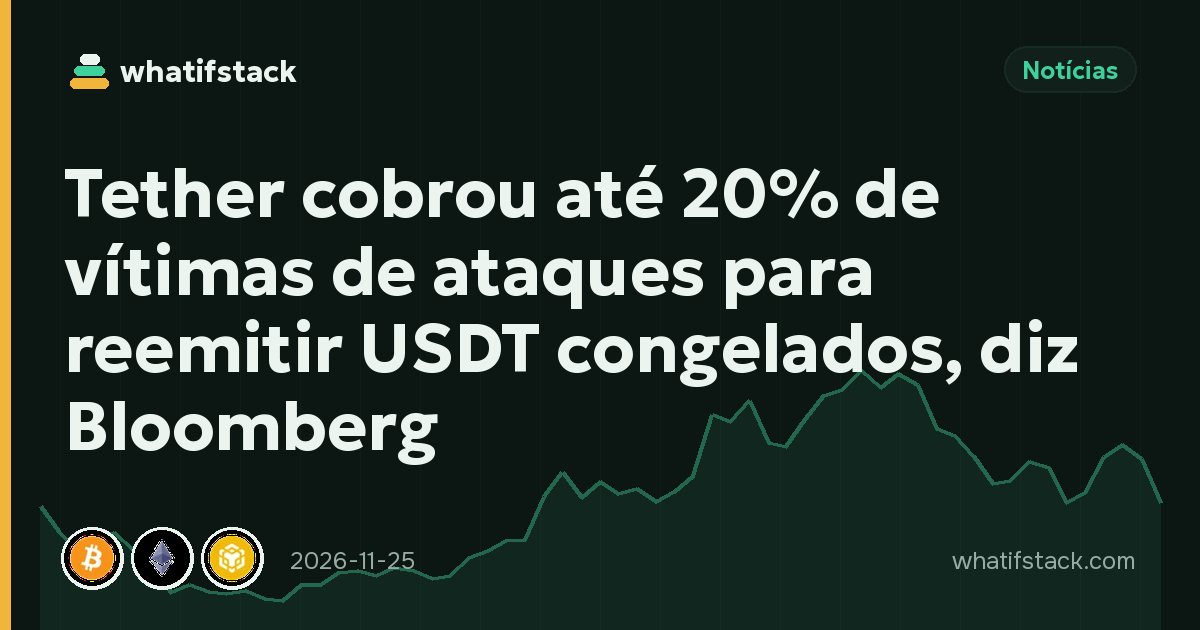 whatifstack
Notícias
Tether cobrou até 20% de
vítimas de ataques para
reemitir USDT congelados, diz
Bloomberg
2026-11-25
whatifstack.com